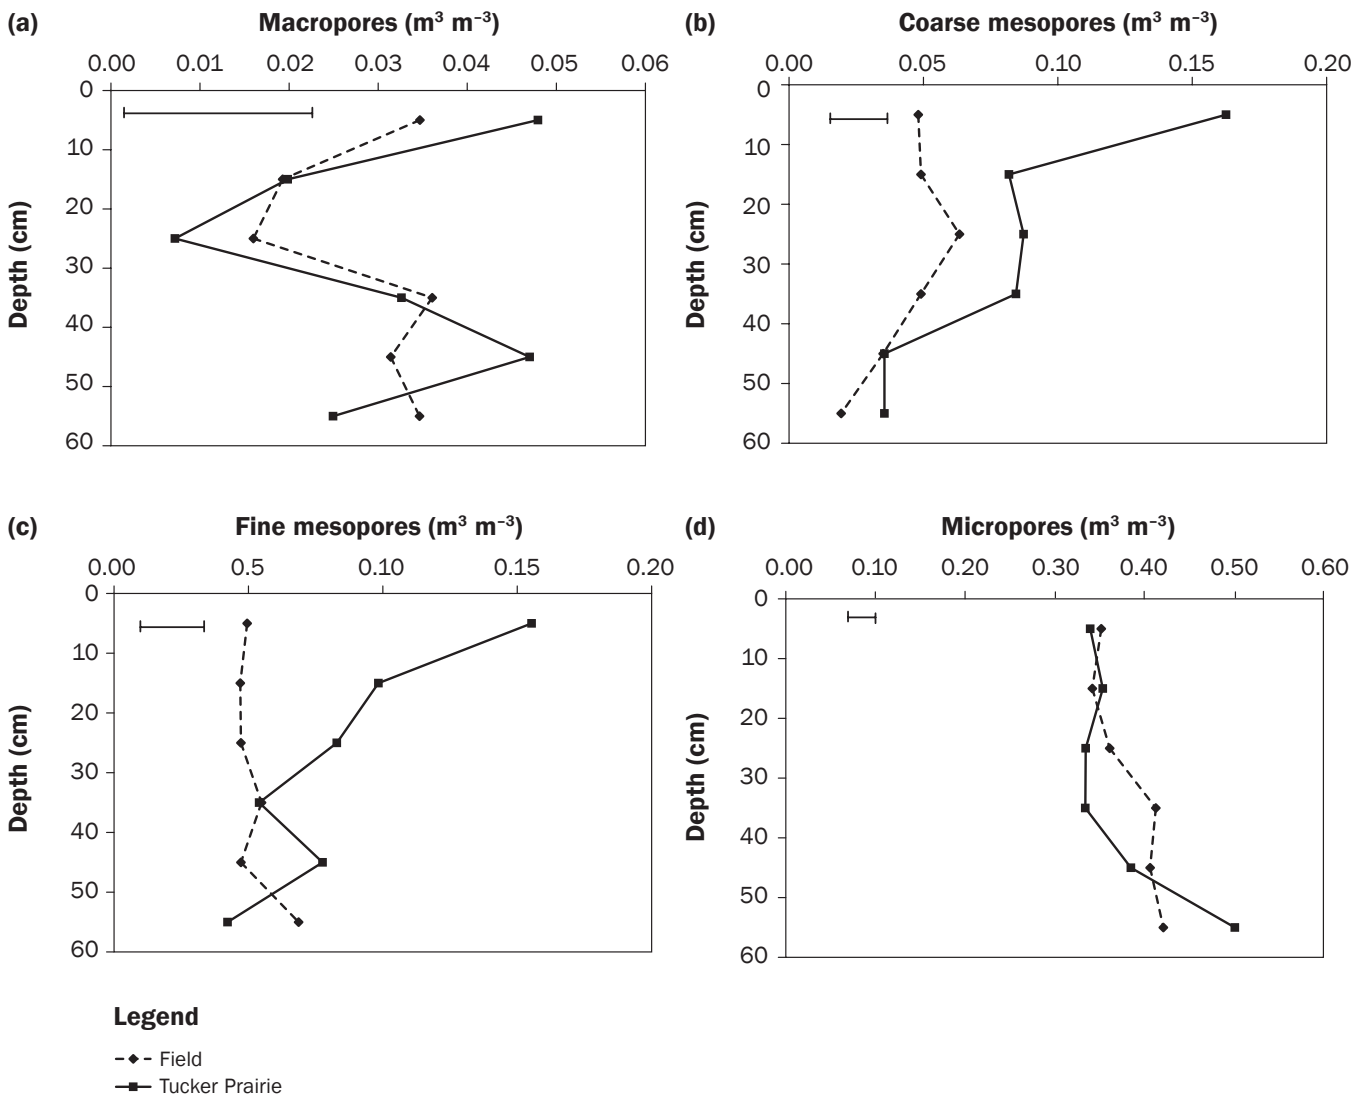 (a) Macropores (m³ m⁻³)
0.00 0.01 0.02 0.03 0.04 0.05 0.06
0
10
20
30
40
50
60
Depth (cm)
(b) Coarse mesopores (m³ m⁻³)
0.00 0.05 0.10 0.15 0.20
0
10
20
30
40
50
60
Depth (cm)
(c) Fine mesopores (m³ m⁻³)
0.00 0.5 0.10 0.15 0.20
0
10
20
30
40
50
60
Depth (cm)
(d) Micropores (m³ m⁻³)
0.00 0.10 0.20 0.30 0.40 0.50 0.60
0
10
20
30
40
50
60
Depth (cm)
Legend
Field
Tucker Prairie